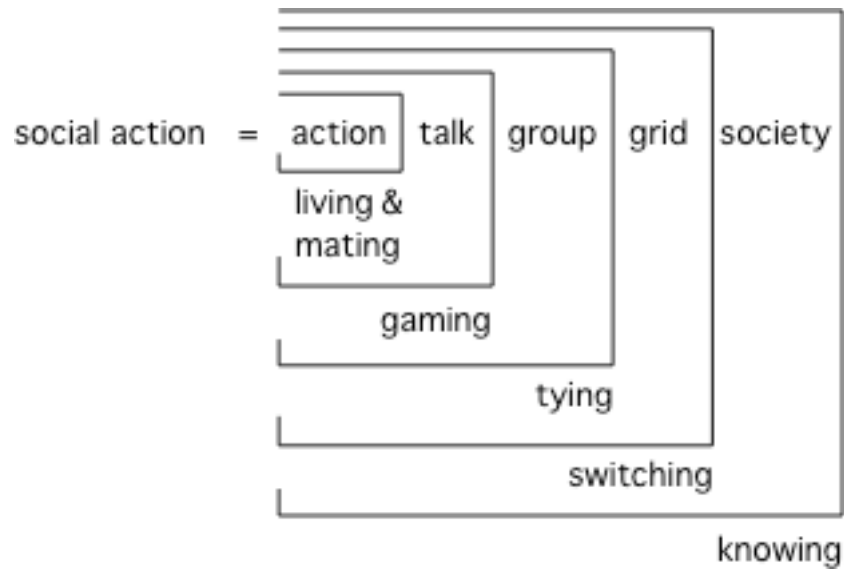 social action = action talk group grid society
living &
mating
gaming
tying
switching
knowing